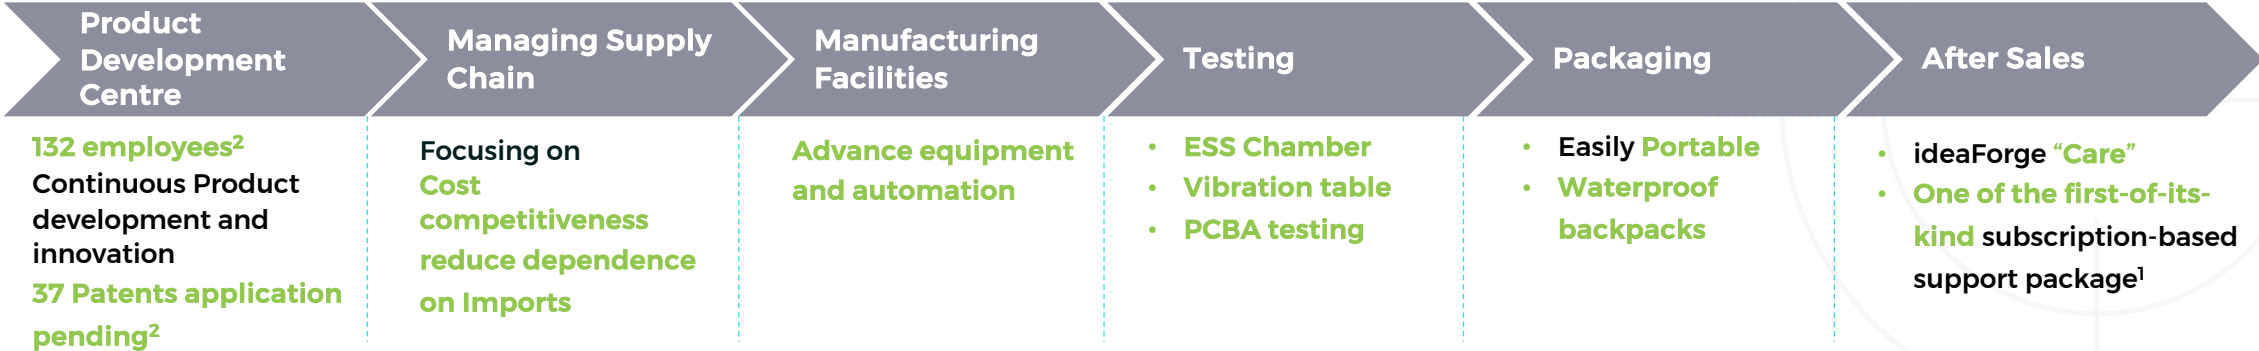 Product
Development
Centre
Managing Supply
Chain
Manufacturing
Facilities
Testing
Packaging
After Sales
132 employees²
Continuous Product
development and
innovation
37 Patents application
pending²
Focusing on
Cost
competitiveness
reduce dependence
on Imports
Advance equipment
and automation
• ESS Chamber
• Vibration table
• PCBA testing
• Easily Portable
• Waterproof
backpacks
• ideaForge “Care”
• One of the first-of-its-
kind subscription-based
support package¹